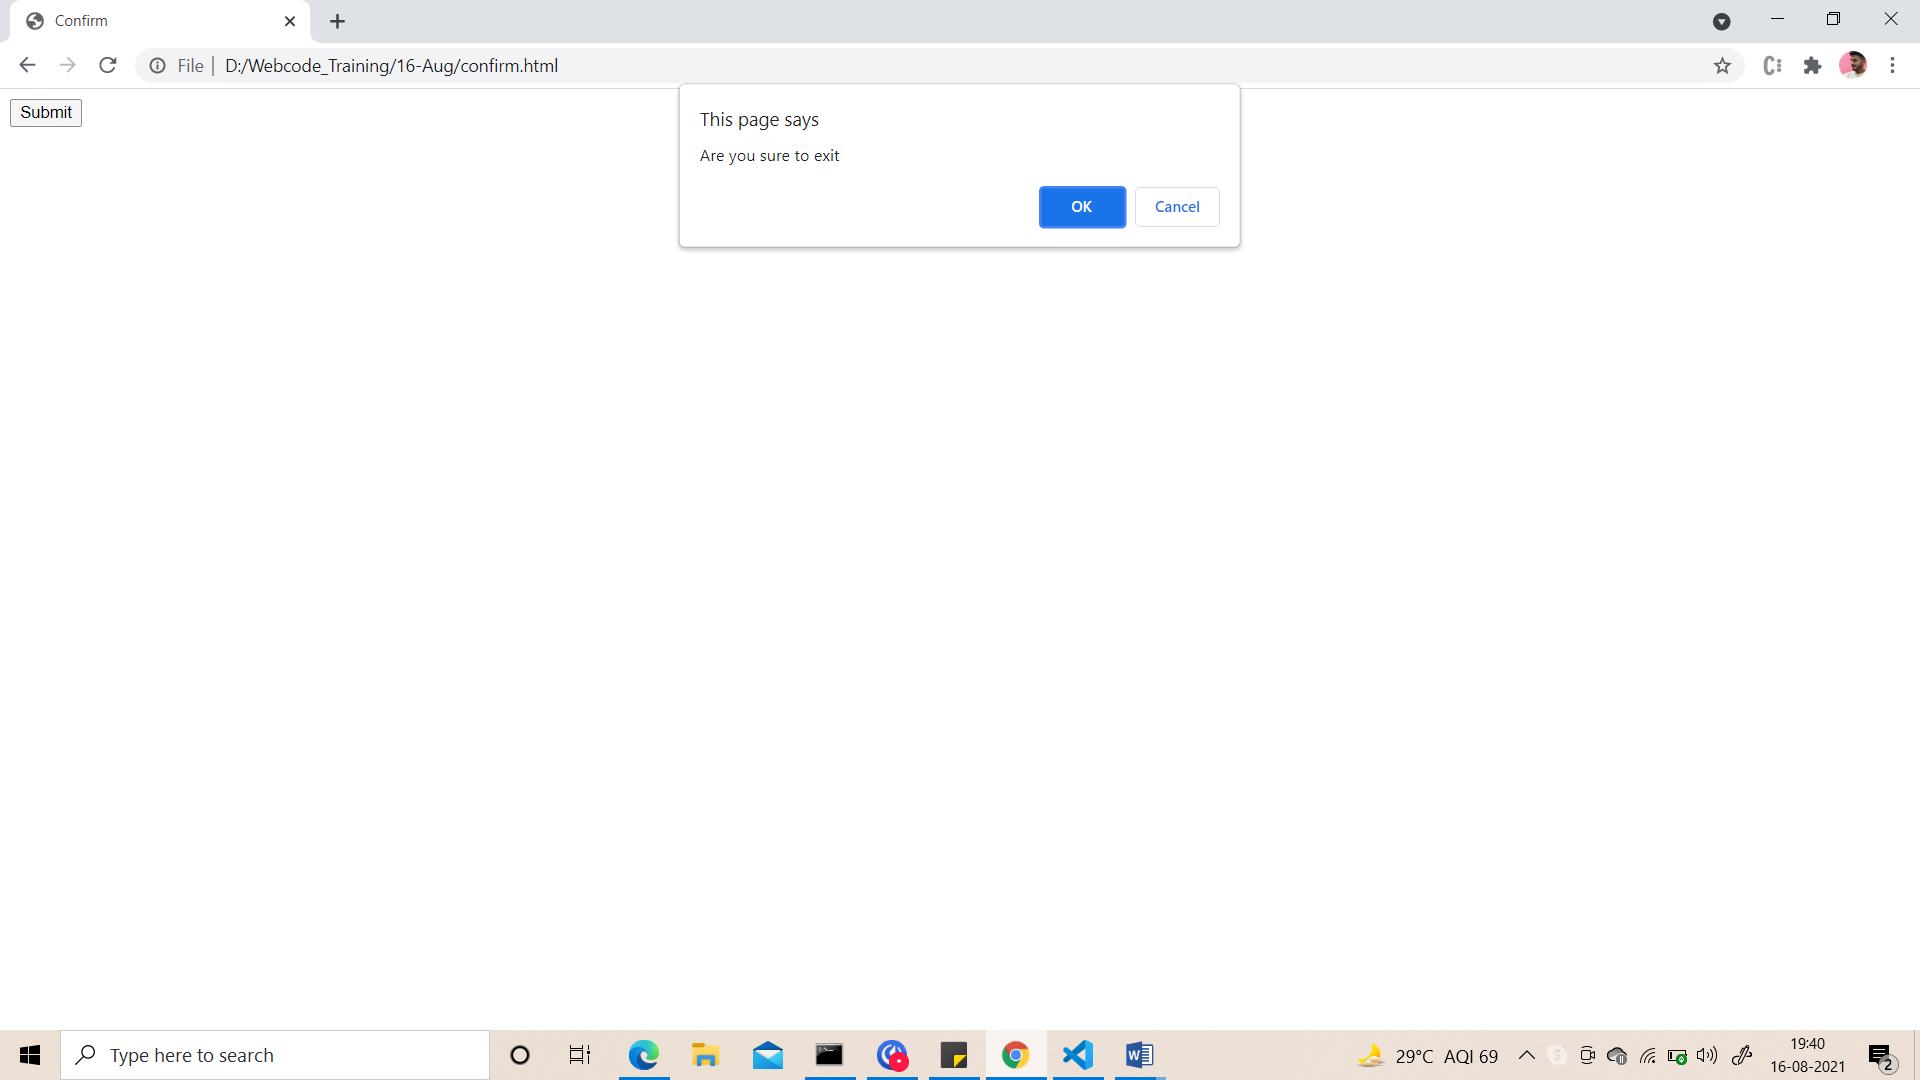 Confirm
File
D:/Webcode_Training/16-Aug/confirm.html
Submit
This page says
Are you sure to exit
OK
Cancel
Type here to search
29°C AQI 69
19:40
16-08-2021
2